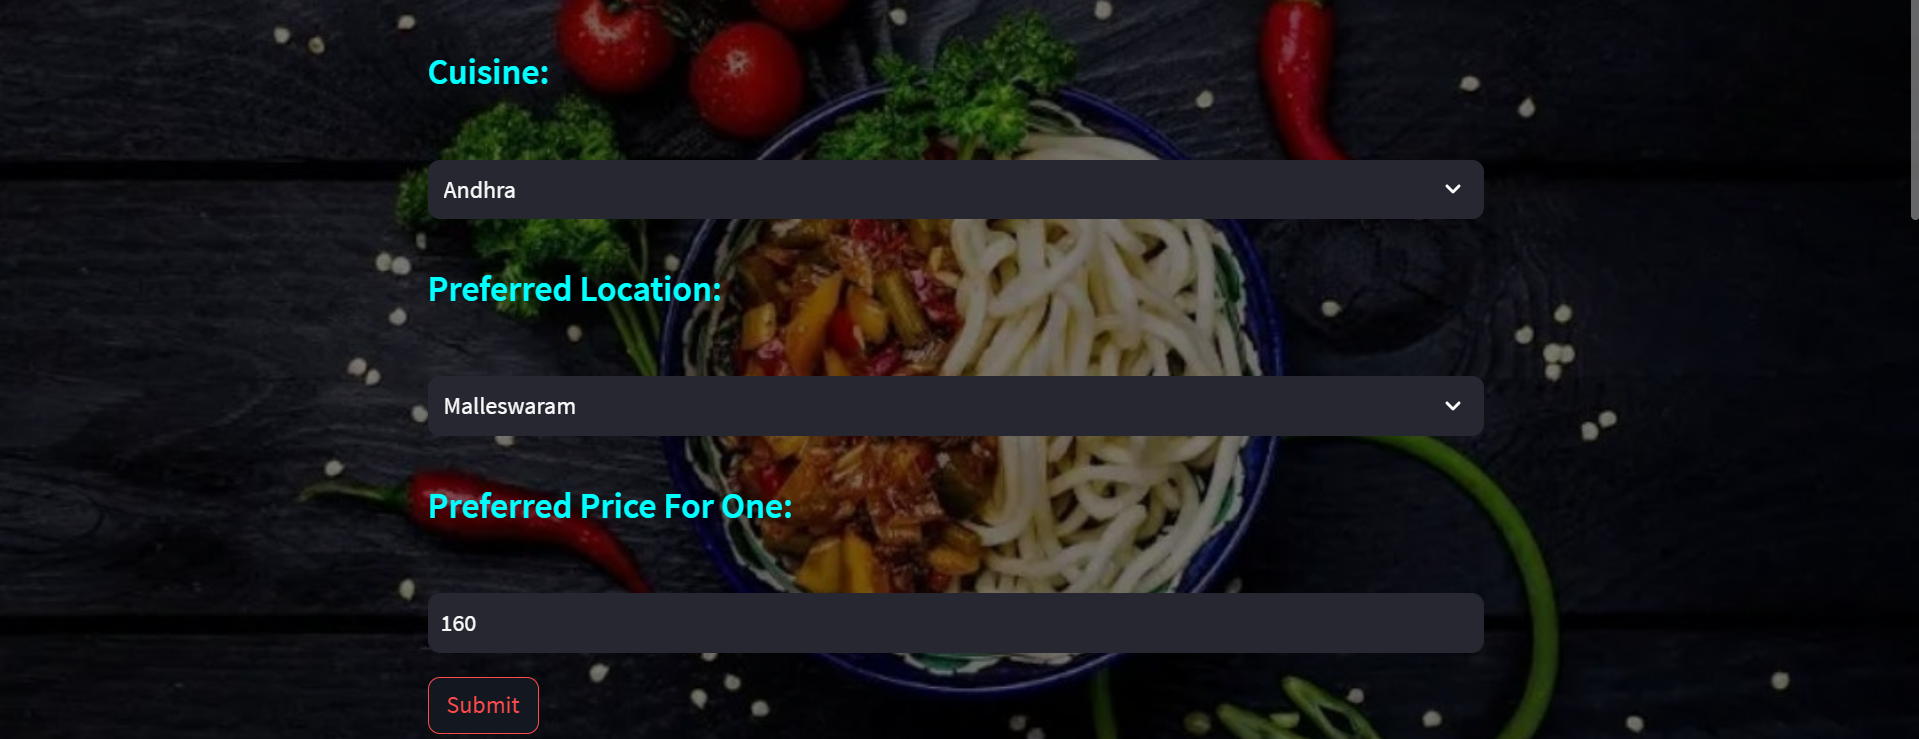 Cuisine:
Andhra
Preferred Location:
Malleswaram
Preferred Price For One:
160
Submit